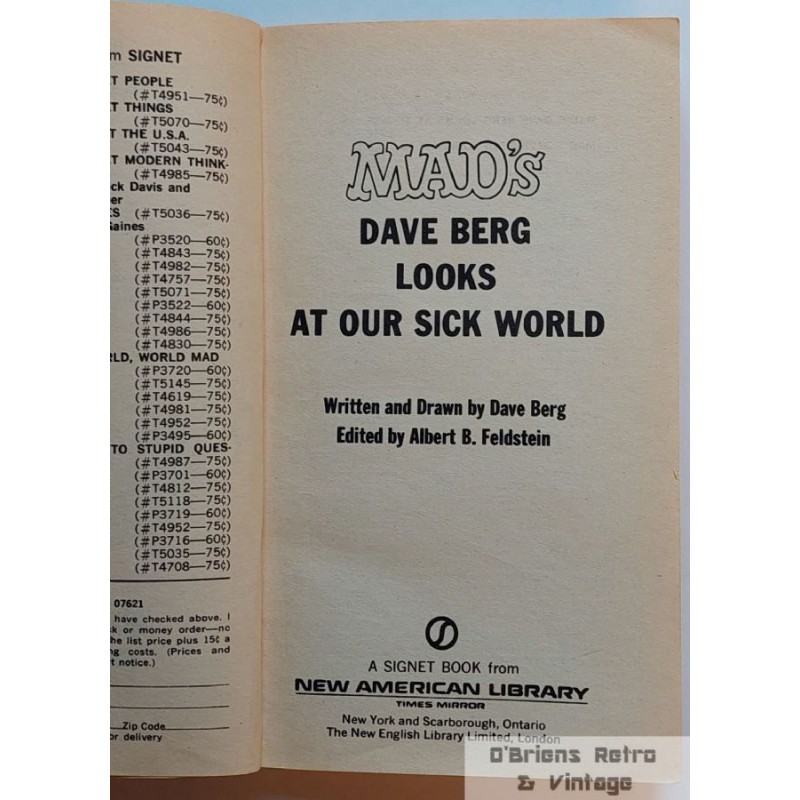 m SIGNET
T PEOPLE
(#T4951—75¢)
T THINGS
(#T5070—75¢)
T THE U.S.A.
(#T5043—75¢)
T MODERN THINK-
(#T4985—75¢)
ck Davis and
er
ES (#T5036—75¢)
Gaines
(#P3520—60¢)
(#T4843—75¢)
(#T4982—75¢)
(#T4757—75¢)
(#T5071—75¢)
(#P3522—60¢)
(#T4844—75¢)
(#T4986—75¢)
(#T4830—75¢)
RLD, WORLD MAD
(#P3720—60¢)
(#T5145—75¢)
(#T4619—75¢)
(#T4981—75¢)
(#T4952—75¢)
(#P3495—60¢)
TO STUPID QUES-
(#T4987—75¢)
(#P3701—60¢)
(#T4812—75¢)
(#T5118—75¢)
(#P3719—60¢)
(#T4952—75¢)
(#P3716—60¢)
(#T5035—75¢)
(#T4708—75¢)
07621
have checked above. I
ck or money order—no
he list price plus 15¢ a
ng costs. (Prices and
t notice.)
Zip Code
or delivery
MAD's
DAVE BERG
LOOKS
AT OUR SICK WORLD
Written and Drawn by Dave Berg
Edited by Albert B. Feldstein
A SIGNET BOOK from
NEW AMERICAN LIBRARY
TIMES MIRROR
New York and Scarborough, Ontario
The New English Library Limited, London
O'Briens Retro
& Vintage